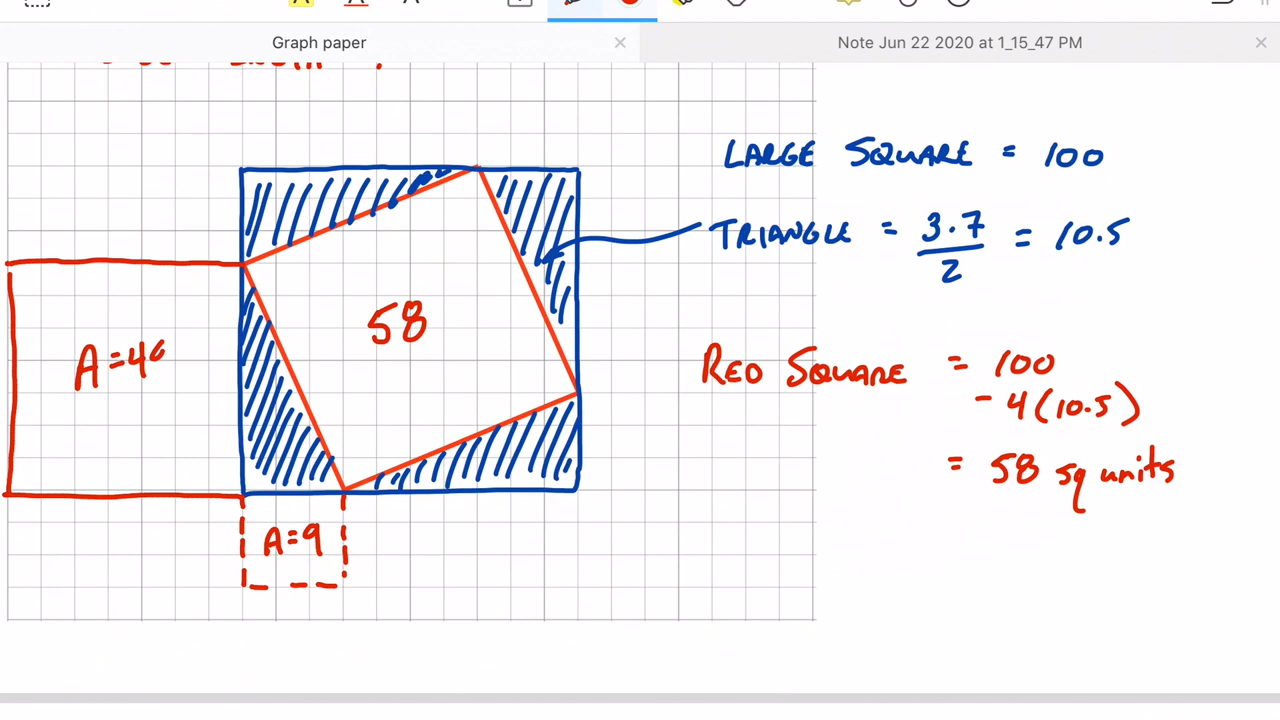 Graph paper
Note Jun 22 2020 at 1_15_47 PM
LARGE SQUARE = 100
TRIANGLE = 3.7/2 = 10.5
58
A=4
RED SQUARE = 100
- 4(10.5)
= 58 sq units
A=9